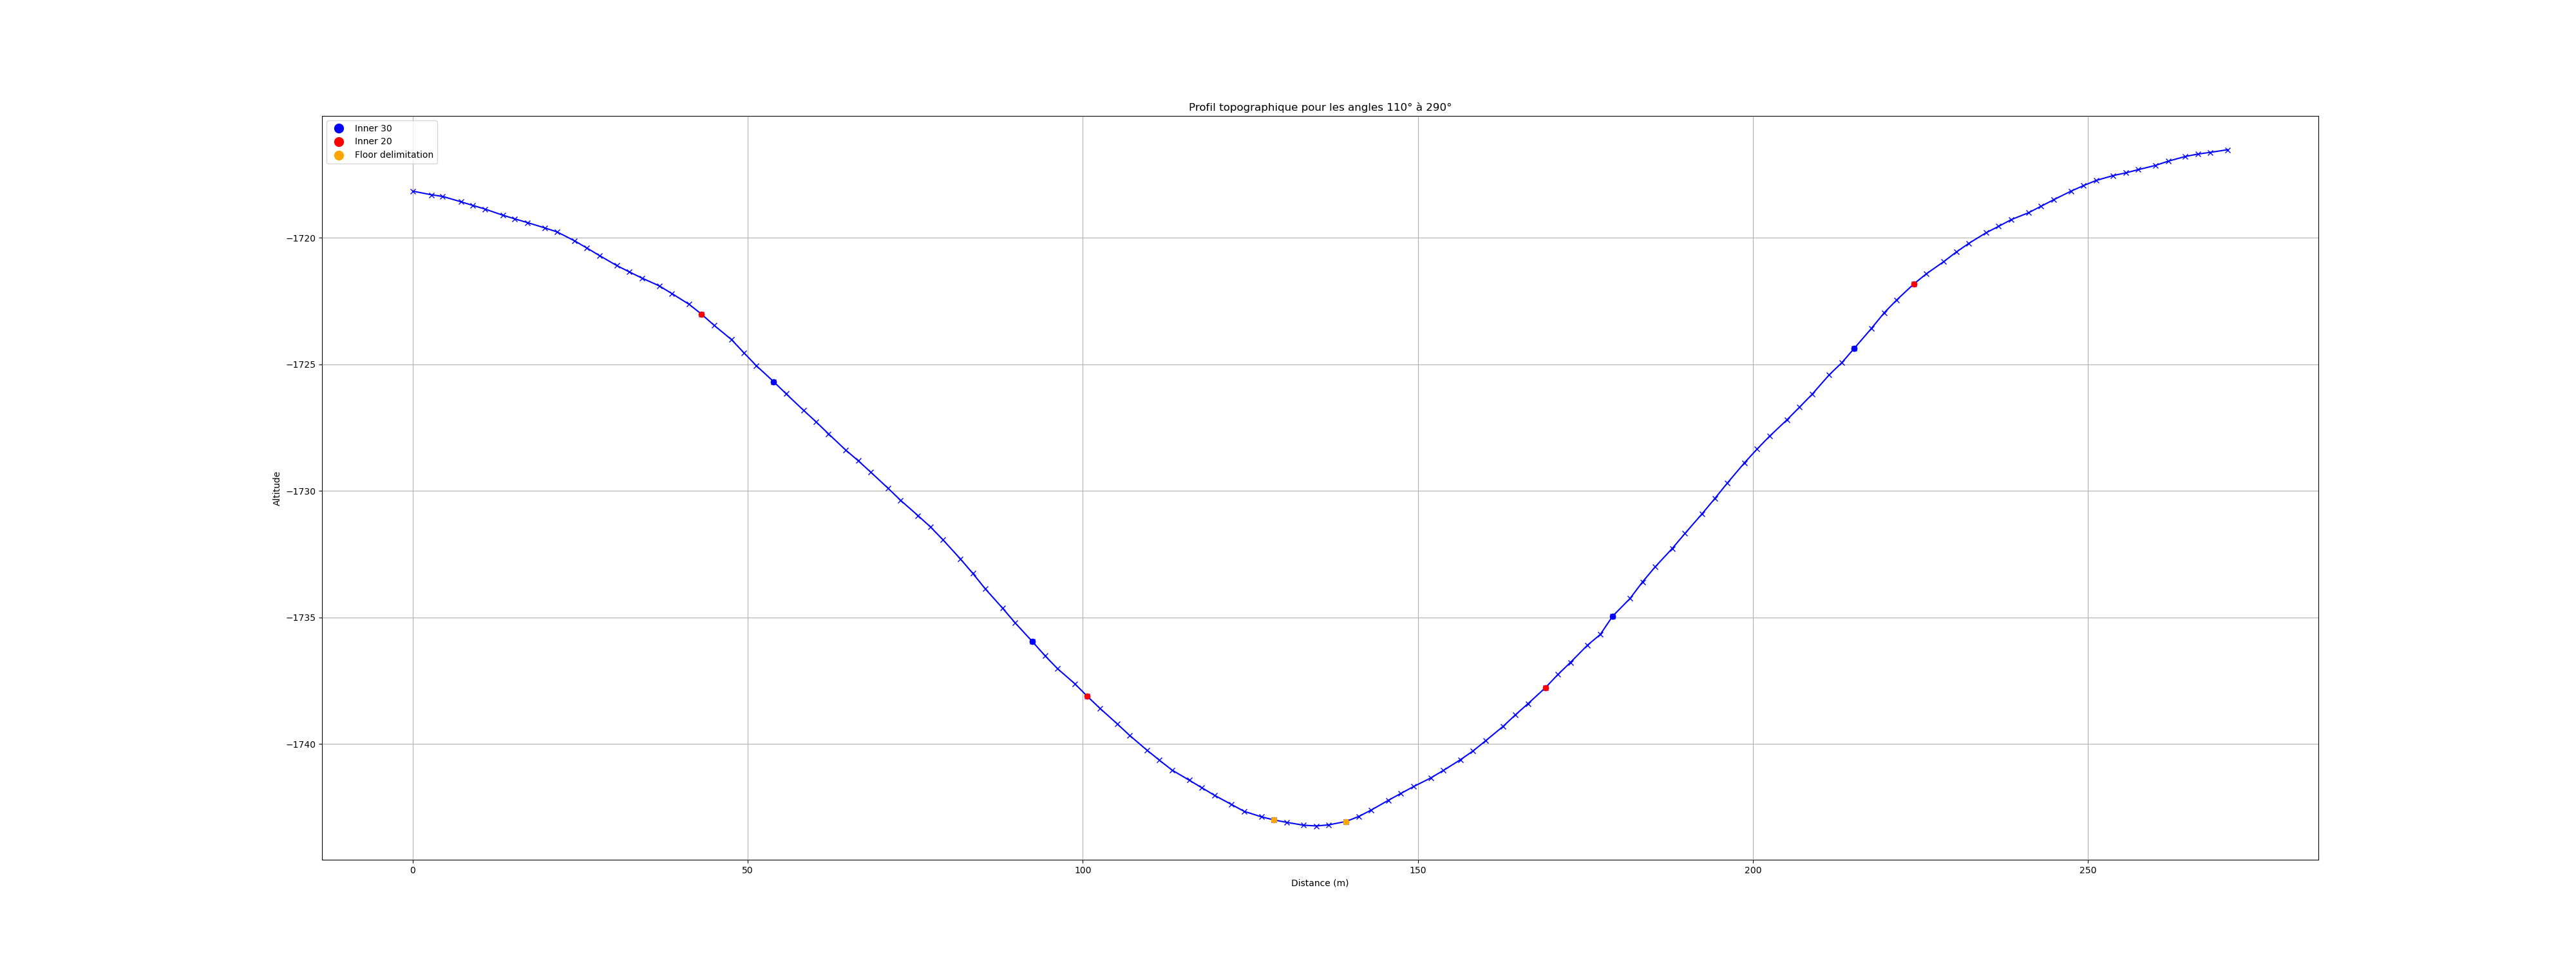 Profil topographique pour les angles 110° à 290°
Inner 30
Inner 20
Floor delimitation
Altitude
−1720
−1725
−1730
−1735
−1740
0
50
100
150
200
250
Distance (m)